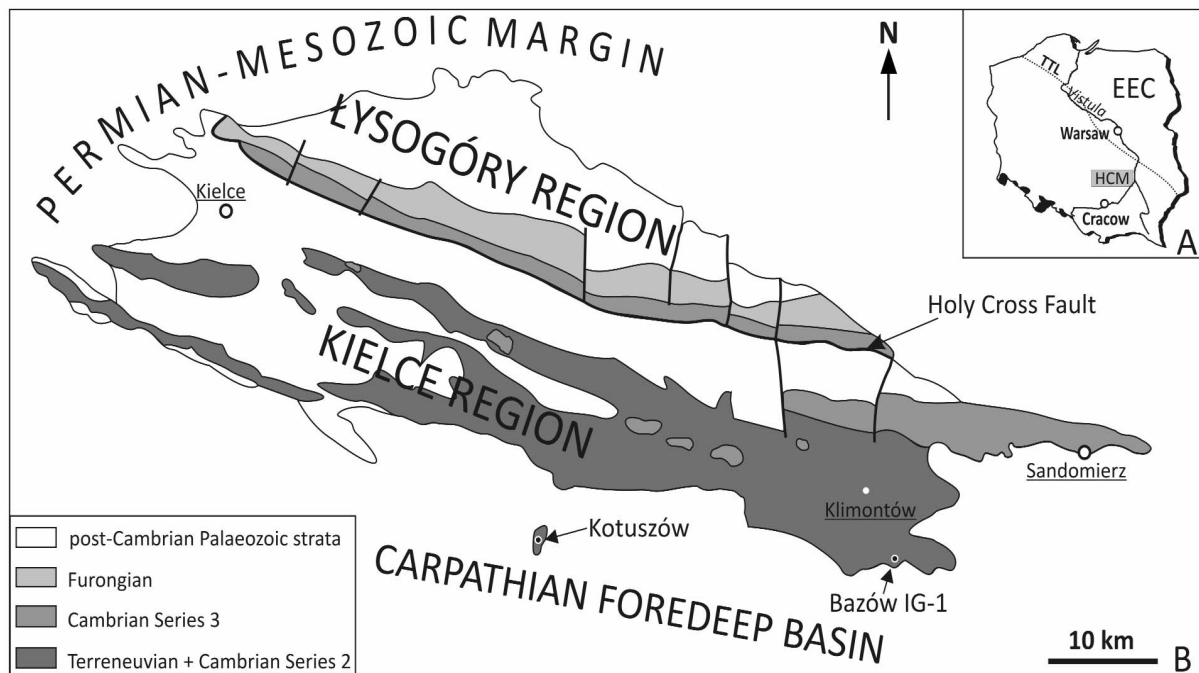 PERMIAN-MESOZOIC MARGIN
N
ŁYSOGÓRY REGION
Kielce
KIELCE REGION
Holy Cross Fault
Sandomierz
Klimontów
Kotuszów
Bazów IG-1
CARPATHIAN FOREDEEP BASIN
10 km
B
TTL
EEC
Vistula
Warsaw
HCM
Cracow
A
post-Cambrian Palaeozoic strata
Furongian
Cambrian Series 3
Terreneuvian + Cambrian Series 2